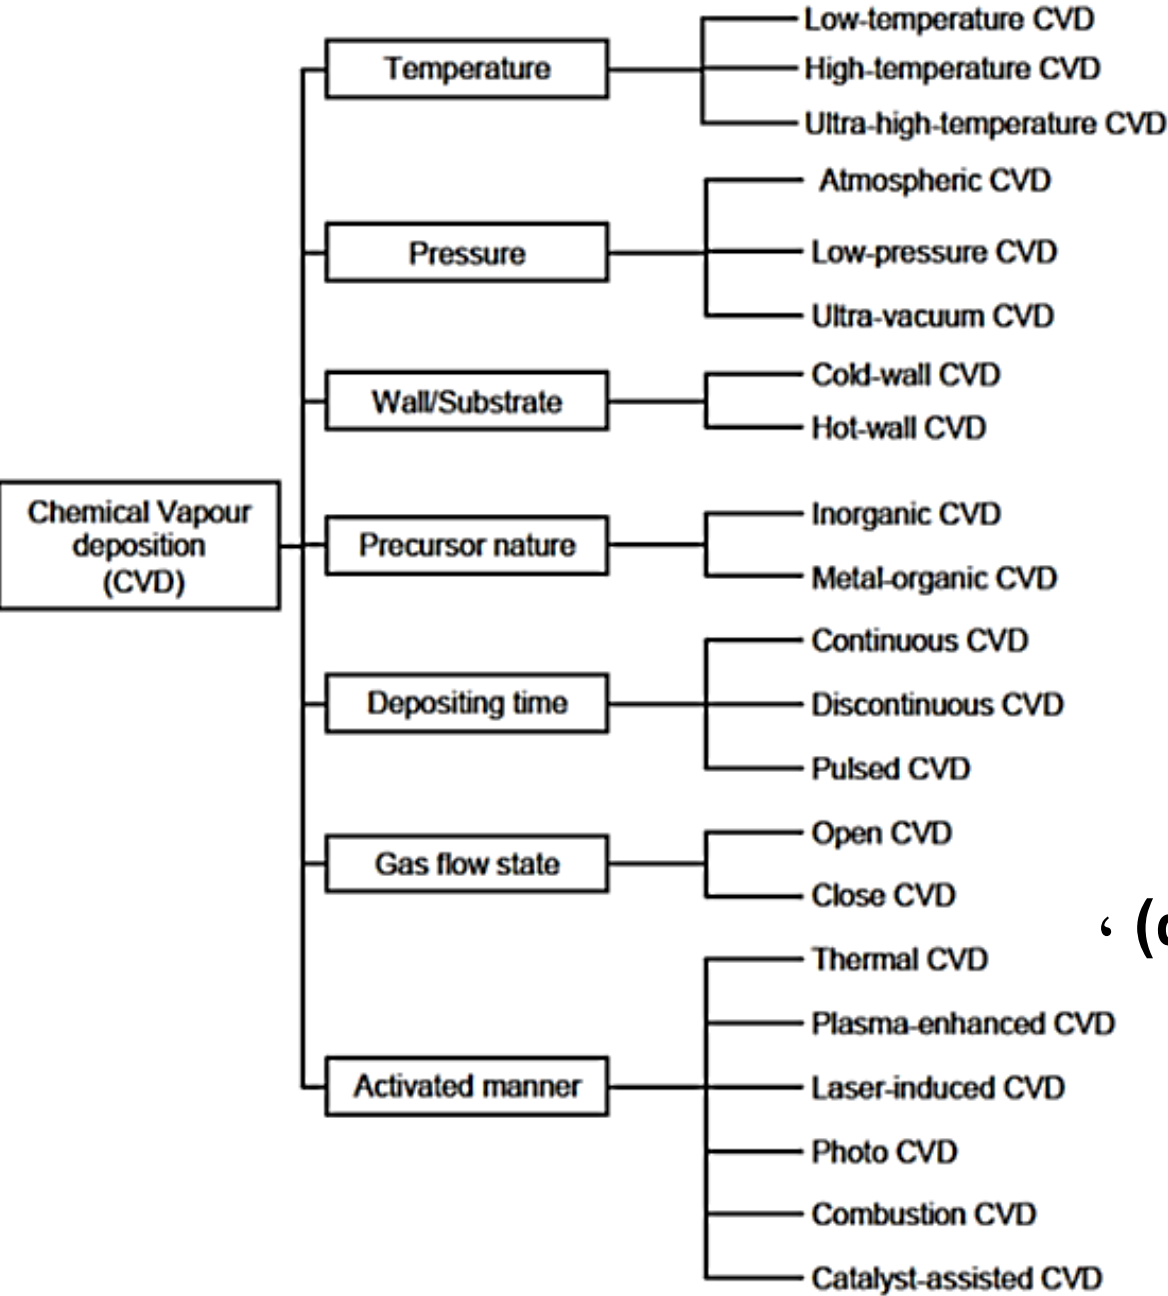 Low-temperature CVD
Temperature
High-temperature CVD
Ultra-high-temperature CVD
Atmospheric CVD
Pressure
Low-pressure CVD
Ultra-vacuum CVD
Wall/Substrate
Cold-wall CVD
Hot-wall CVD
Chemical Vapour
deposition
(CVD)
Precursor nature
Inorganic CVD
Metal-organic CVD
Depositing time
Continuous CVD
Discontinuous CVD
Pulsed CVD
Gas flow state
Open CVD
Close CVD
Activated manner
Thermal CVD
Plasma-enhanced CVD
Laser-induced CVD
Photo CVD
Combustion CVD
Catalyst-assisted CVD